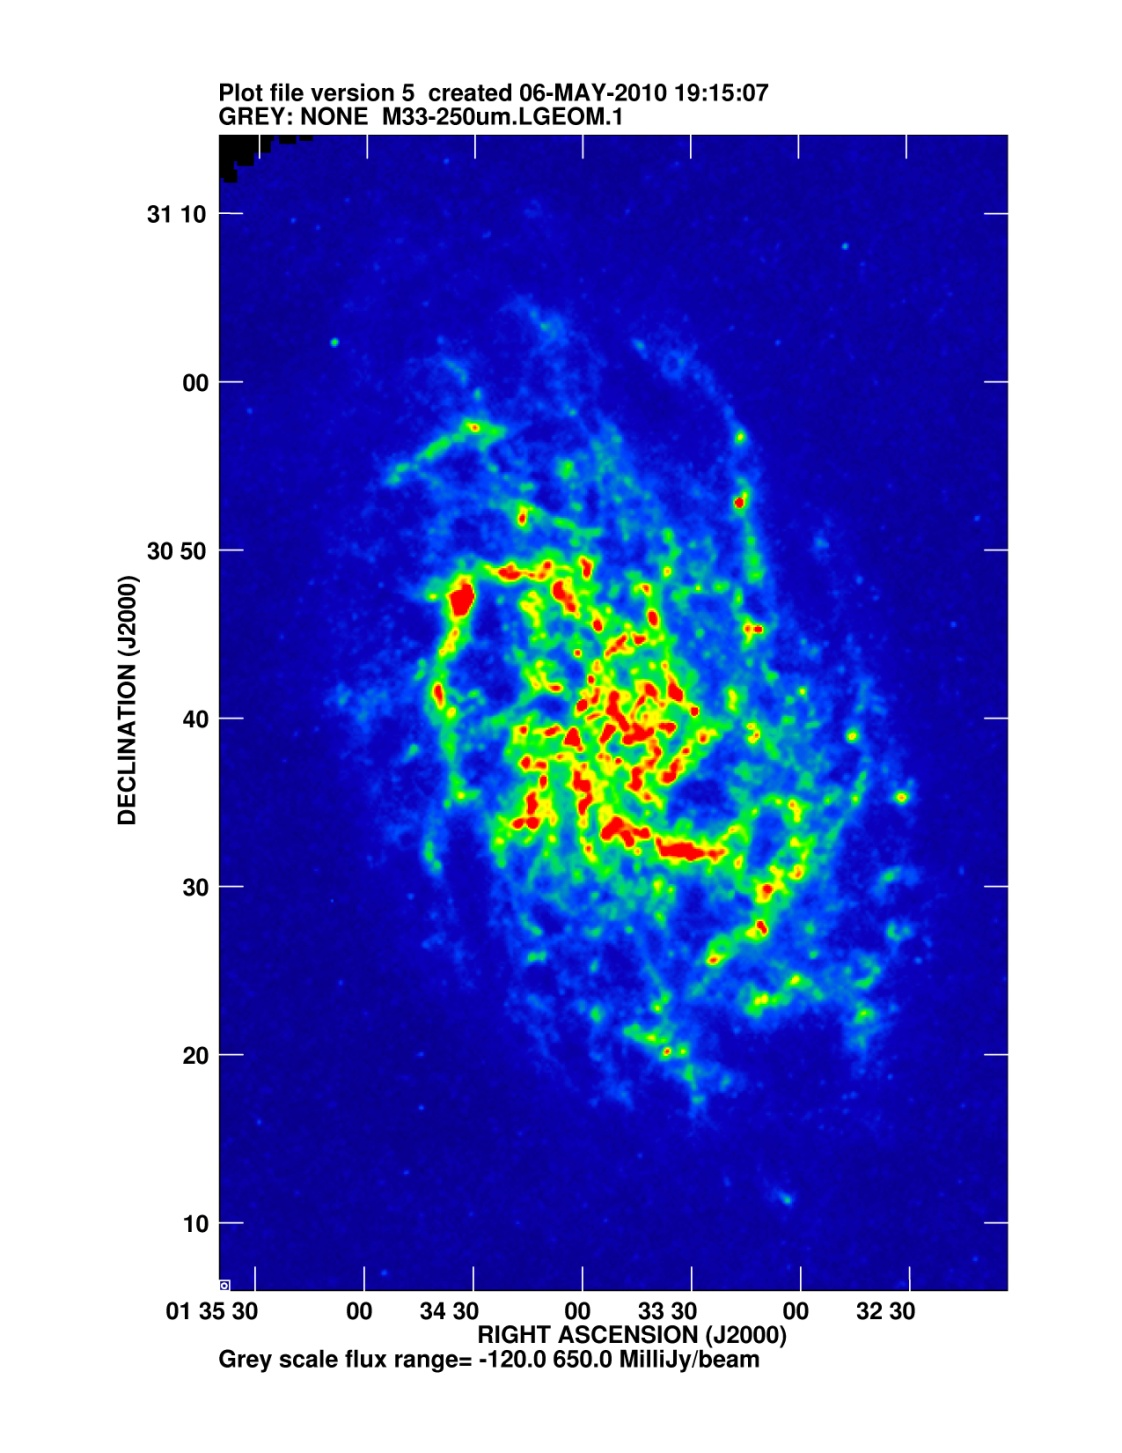 Plot file version 5 created 06-MAY-2010 19:15:07
GREY: NONE M33-250um.LGEOM.1
31 10
00
30 50
40
30
20
10
DECLINATION (J2000)
01 35 30 00 34 30 00 33 30 00 32 30
RIGHT ASCENSION (J2000)
Grey scale flux range= -120.0 650.0 MilliJy/beam